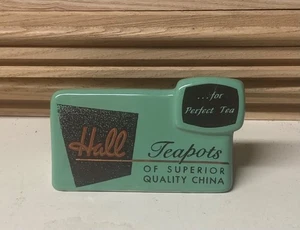 ...for
Perfect Tea
Hall
Teapots
OF SUPERIOR
QUALITY CHINA